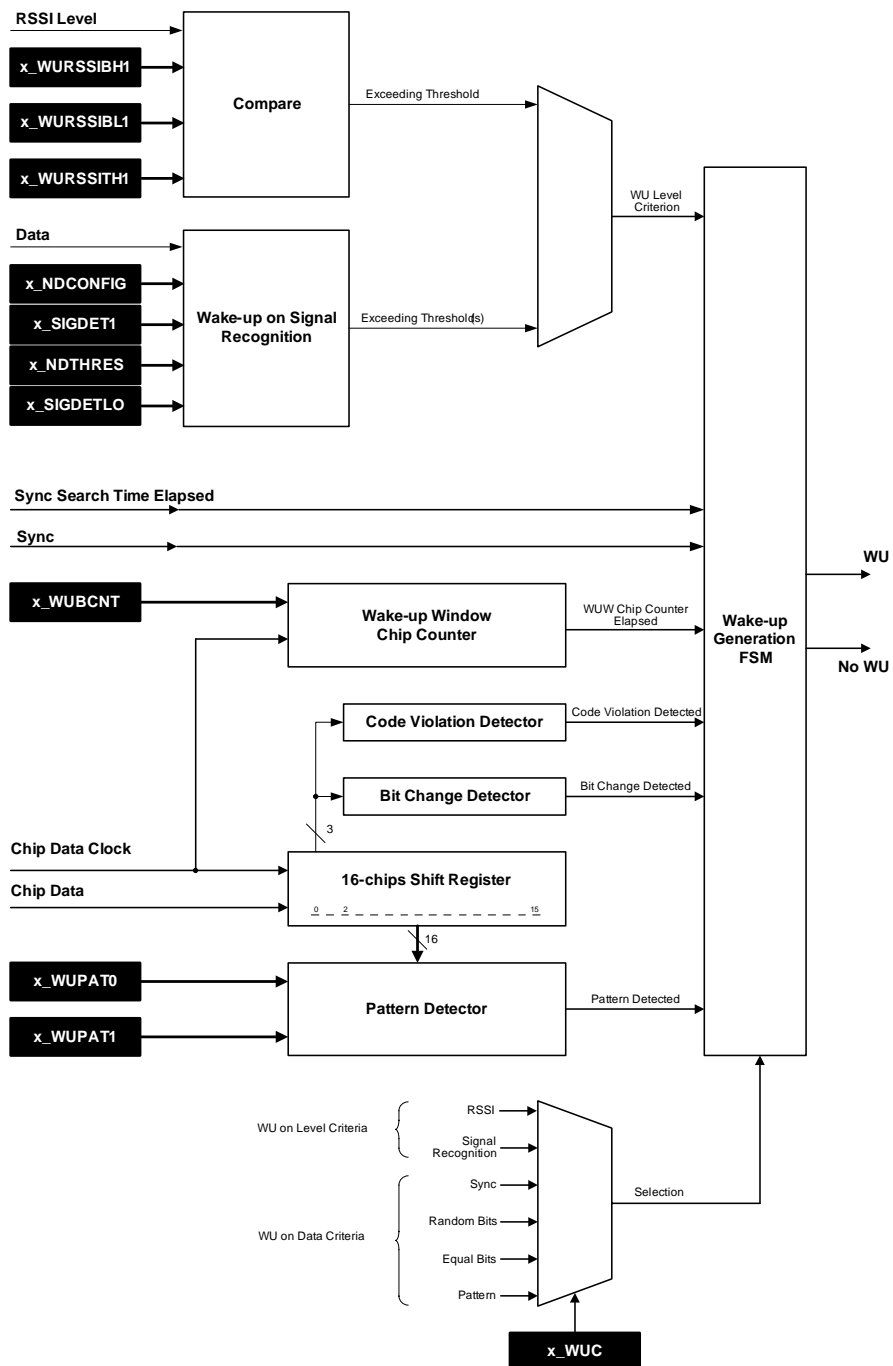 RSSI Level
x_WURSSIBH1
x_WURSSIBL1
x_WURSSITH1
Compare
Exceeding Threshold
Data
x_NDCONFIG
x_SIGDET1
x_NDTHRES
x_SIGDETLO
Wake-up on Signal
Recognition
Exceeding Threshold(s)
WU Level
Criterion
Sync Search Time Elapsed
Sync
x_WUBCNT
Wake-up Window
Chip Counter
WUW Chip Counter
Elapsed
Wake-up
Generation
FSM
WU
No WU
Code Violation Detector
Code Violation Detected
Bit Change Detector
Bit Change Detected
3
Chip Data Clock
Chip Data
16-chips Shift Register
0 2 15
16
x_WUPAT0
x_WUPAT1
Pattern Detector
Pattern Detected
WU on Level Criteria
RSSI
Signal
Recognition
WU on Data Criteria
Sync
Random Bits
Equal Bits
Pattern
Selection
x_WUC